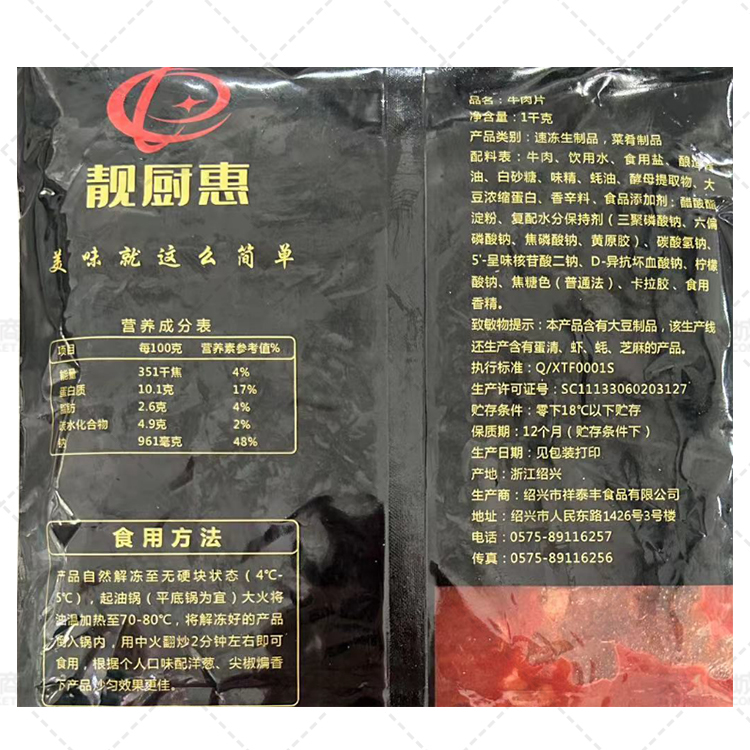 靓厨惠
美味就这么简单
营养成分表
项目 每100克 营养素参考值%
能量 351千焦 4%
蛋白质 10.1克 17%
脂肪 2.6克 4%
碳水化合物 4.9克 2%
钠 961毫克 48%
食用方法
产品自然解冻至无硬块状态(4℃-
5℃),起油锅(平底锅为宜)大火将
油温加热至70-80℃,将解冻好的产品
倒入锅内,用中火翻炒2分钟左右即可
食用,根据个人口味配洋葱、尖椒煸香
下产品炒匀效果更佳。
品名:牛肉片
净含量:1千克
产品类别:速冻生制品,菜肴制品
配料表:牛肉、饮用水、食用盐、酿造
油、白砂糖、味精、蚝油、酵母提取物、大
豆浓缩蛋白、香辛料、食品添加剂:醋酸酯
淀粉、复配水分保持剂(三聚磷酸钠、六偏
磷酸钠、焦磷酸钠、黄原胶)、碳酸氢钠、
5'-呈味核苷酸二钠、D-异抗坏血酸钠、柠檬
酸钠、焦糖色(普通法)、卡拉胶、食用
香精。
致敏物提示:本产品含有大豆制品,该生产线
还生产含有蛋清、虾、蚝、芝麻的产品。
执行标准:Q/XTF0001S
生产许可证号:SC11133060203127
贮存条件:零下18℃以下贮存
保质期:12个月(贮存条件下)
生产日期:见包装打印
产地:浙江绍兴
生产商:绍兴市祥泰丰食品有限公司
地址:绍兴市人民东路1426号3号楼
电话:0575-89116257
传真:0575-89116256